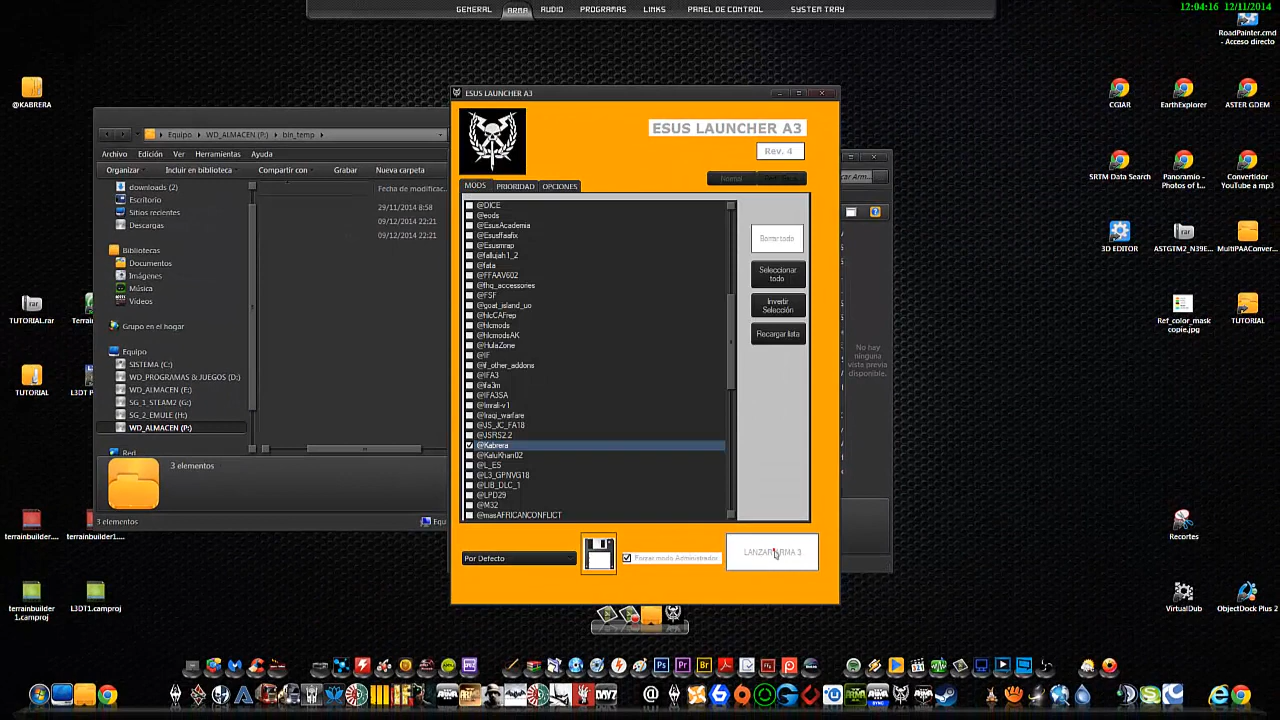 GENERAL ARMA AUDIO PROGRAMAS LINKS PANEL DE CONTROL SYSTEM TRAY
12:04:16 12/11/2014
RoadPainter.cmd
- Acceso directo
@KABRERA
CGIAR
EarthExplorer
ASTER GDEM
SRTM Data Search
Panoramio -
Photos of t...
Convertidor
YouTube a mp3
3D EDITOR
ASTGTM2_N39E...
MultiPAAConver...
TUTORIAL.rar
Ref_color_mask
copie.jpg
TUTORIAL
TUTORIAL
L3DT P
terrainbuilder...
terrainbuilder1....
terrainbuilder
1.camproj
L3DT1.camproj
Recortes
VirtualDub
ObjectDock Plus 2
Equipo
WD_ALMACEN (P:)
bin_temp
Archivo Edición Ver Herramientas Ayuda
Organizar
Incluir en biblioteca
Compartir con
Grabar
Nueva carpeta
downloads (2)
Escritorio
Sitios recientes
Descargas
Bibliotecas
Documentos
Imágenes
Música
Vídeos
Grupo en el hogar
Equipo
SISTEMA (C:)
WD_PROGRAMAS & JUEGOS (D:)
WD_ALMACEN (E:)
SG_1_STEAM2 (G:)
SG_2_EMULE (H:)
WD_ALMACEN (P:)
Red
Fecha de modificac...
29/11/2014 8:58
09/12/2014 22:21
09/12/2014 22:21
3 elementos
3 elementos
Equ
ESUS LAUNCHER A3
ESUS LAUNCHER A3
Rev. 4
Normal
MODS PRIORIDAD OPCIONES
@DICE
@eods
@EsusAcademia
@Esusffaafix
@Esusmap
@fallujah1_2
@fata
@FFAAV602
@fhq_accessories
@FSF
@goat_island_uo
@hlcCAFrep
@hlcmods
@hlcmodsAK
@HulaZone
@IF
@if_other_addons
@IFA3
@ifa3m
@IFA3SA
@Imrali-v1
@Iraqi_warfare
@JS_JC_FA18
@JSRS2.2
@Kabrera
@KaluKhan02
@L_ES
@L3_GPNVG18
@LIB_DLC_1
@LPD29
@M32
@masAFRICANCONFLICT
Borrar todo
Seleccionar
todo
Invertir
Selección
Recargar lista
Por Defecto
Forzar modo Administrador
LANZAR ARMA 3
No hay
ninguna
vista previa
disponible.